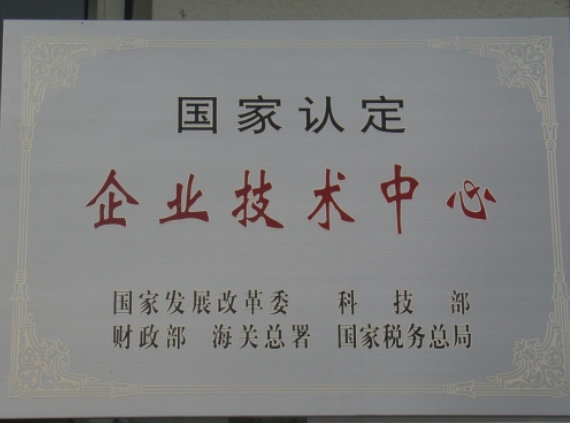 国家认定
企业技术中心
国家发展改革委 科技部
财政部 海关总署 国家税务总局